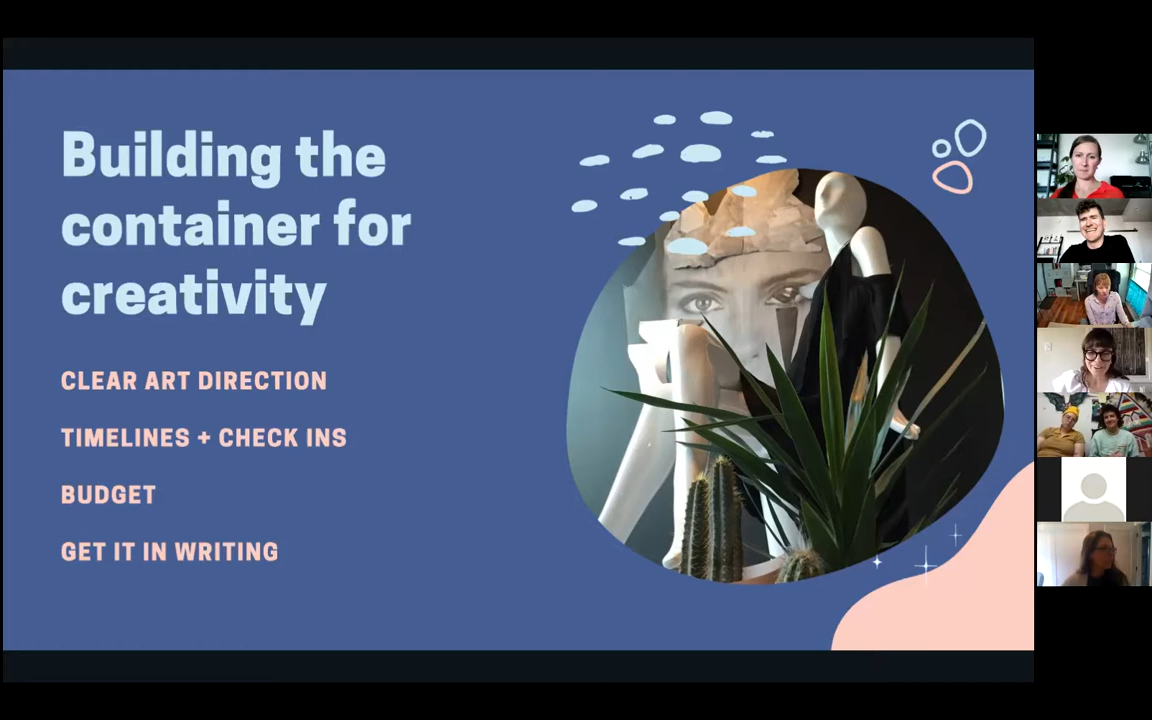 Building the
container for
creativity
CLEAR ART DIRECTION
TIMELINES + CHECK INS
BUDGET
GET IT IN WRITING